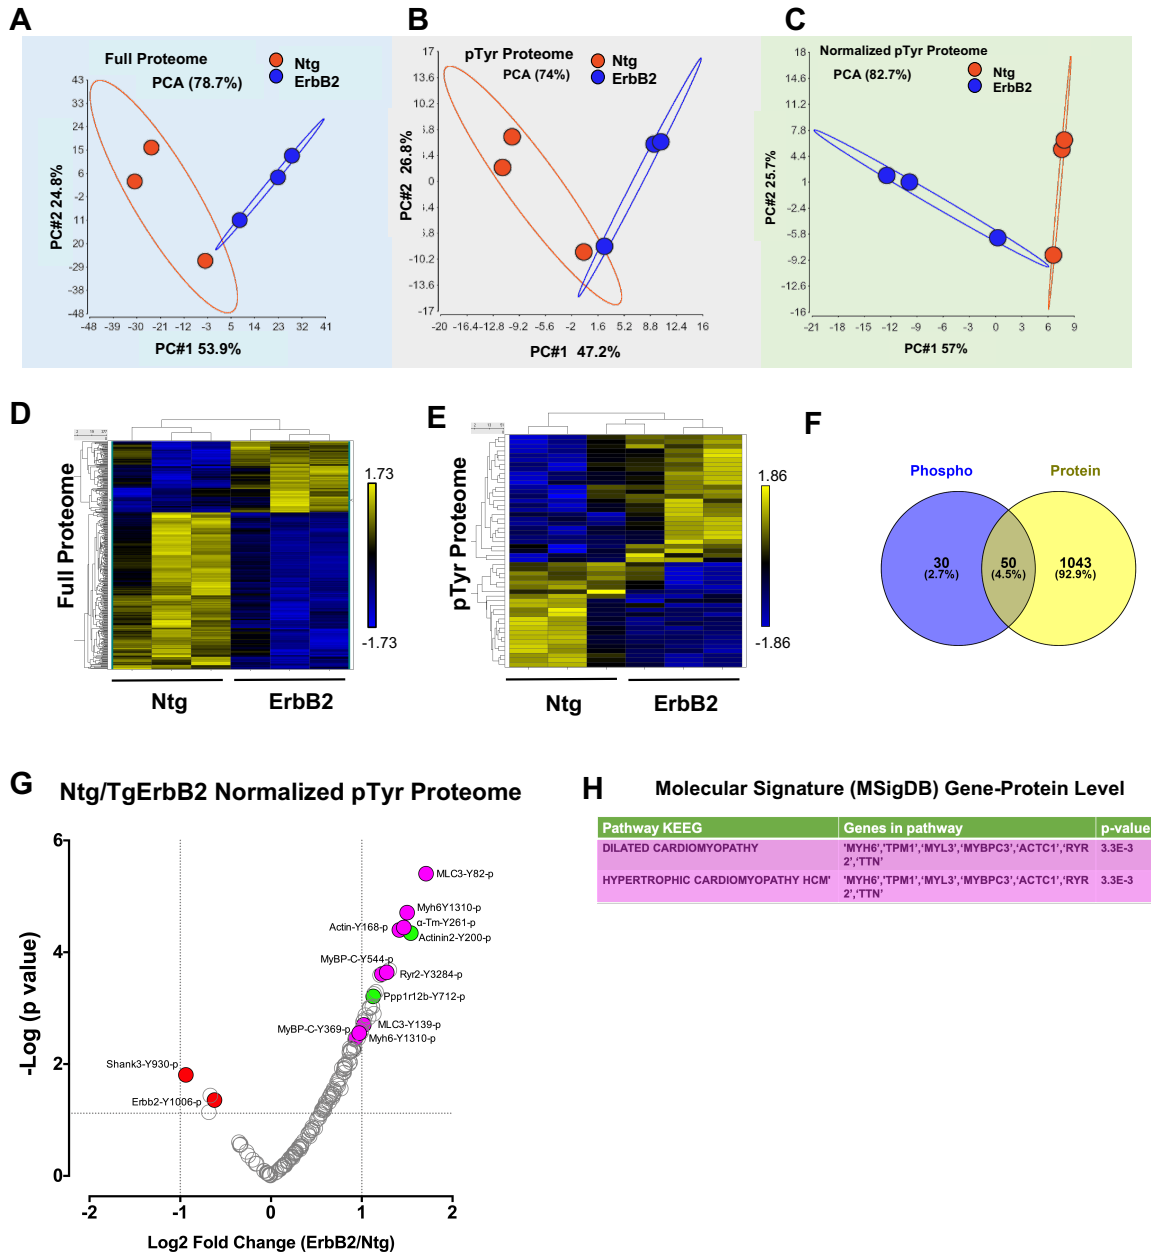 A
B
C
Full Proteome
PCA (78.7%)
Ntg
ErbB2
43
33
24
15
6
-2
11
20
-29
-38
-48
-48 -39 -30 -3 5 14 23 32 41
PC#2 24.8%
PC#1 53.9%
pTyr Proteome
PCA (74%)
Ntg
ErbB2
17
13.6
10.2
6.8
.4
0
.4
.8
-10.2
-13.6
-17
-20 -16.4 -12.8 -9.2 -5.6 -2 1.6 5.2 8.8 12.4 16
PC#2 26.8%
PC#1 47.2%
Normalized pTyr Proteome
PCA (82.7%)
Ntg
ErbB2
18
14.6
11.2
7.8
4.4
1
-2.4
-5.8
-9.2
-12.6
-16
-21 -18 -15 -12 -9 -6 -3 0 3 6 9
PC#2 25.7%
PC#1 57%
D
Full Proteome
1.73
-1.73
Ntg
ErbB2
E
pTyr Proteome
1.86
-1.86
Ntg
ErbB2
F
Phospho
Protein
30
(2.7%)
50
(4.5%)
1043
(92.9%)
G
Ntg/TgErbB2 Normalized pTyr Proteome
6
4
2
0
-Log (p value)
MLC3-Y82-p
Myh6Y1310-p
Actin-Y168-p
α-Tm-Y261-p
Actinin2-Y200-p
MyBP-C-Y544-p
Ryr2-Y3284-p
Ppp1r12b-Y712-p
MyBP-C-Y369-p
MLC3-Y139-p
Myh6-Y1310-p
Shank3-Y930-p
Erbb2-Y1006-p
-2 -1 0 1 2
Log2 Fold Change (ErbB2/Ntg)
H
Molecular Signature (MSigDB) Gene-Protein Level
Pathway KEEG Genes in pathway p-value
DILATED CARDIOMYOPATHY 'MYH6','TPM1','MYL3','MYBPC3','ACTC1','RYR 3.3E-3
2','TTN'
HYPERTROPHIC CARDIOMYOPATHY HCM' 'MYH6','TPM1','MYL3','MYBPC3','ACTC1','RYR 3.3E-3
2','TTN'